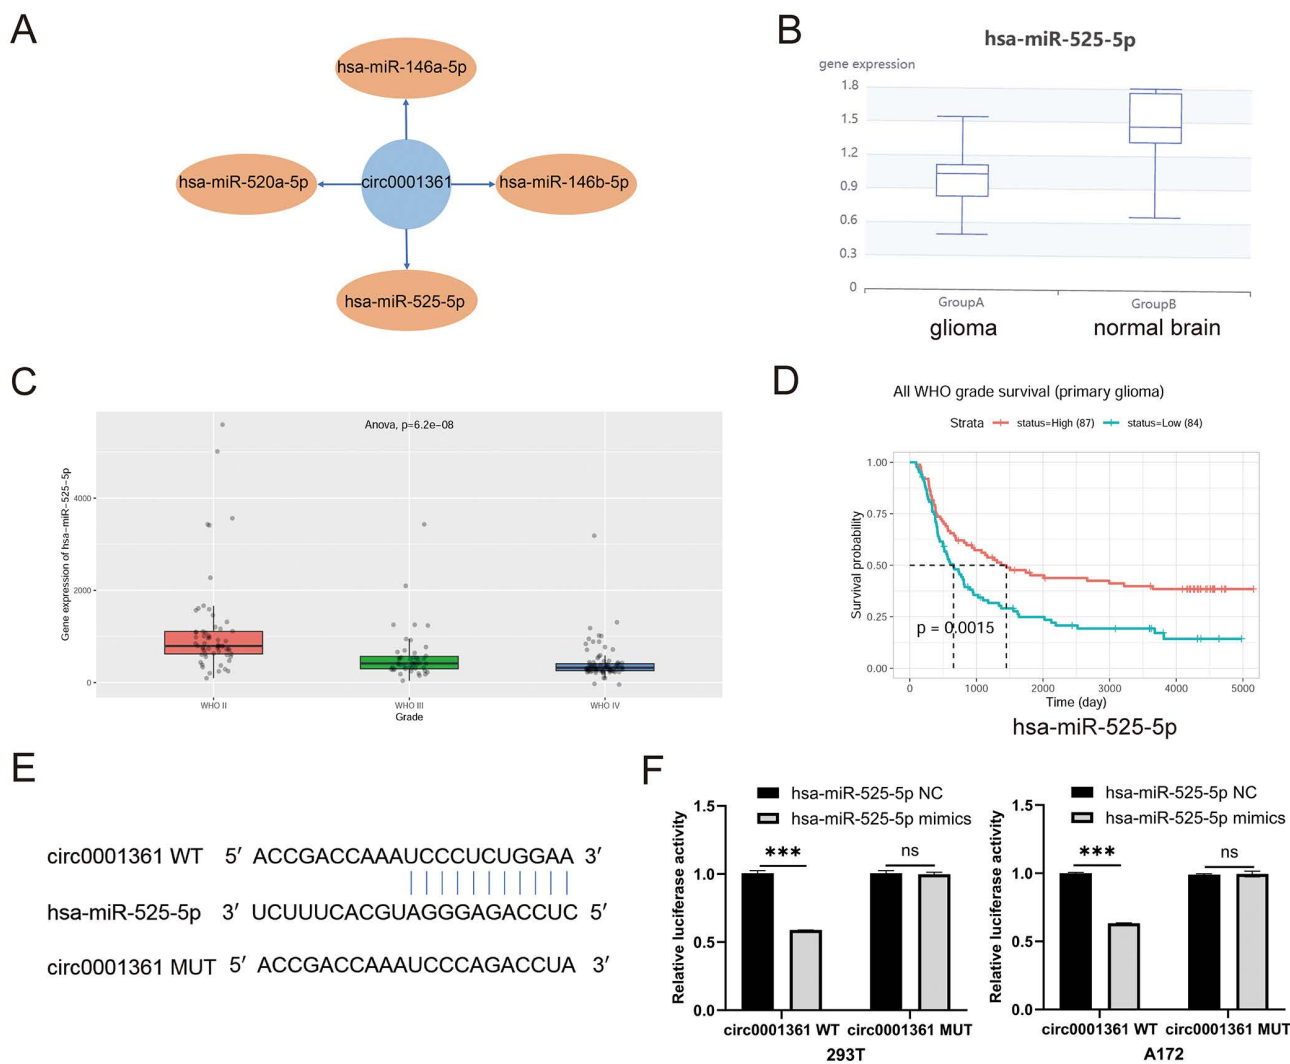 A
hsa-miR-146a-5p
hsa-miR-520a-5p
circ0001361
hsa-miR-146b-5p
hsa-miR-525-5p
B
hsa-miR-525-5p
gene expression
1.8
1.5
1.2
0.9
0.6
0.3
0
GroupA
GroupB
glioma
normal brain
C
Anova, p=6.2e−08
Gene expression of hsa−miR−525−5p
4000
2000
0
WHO II
WHO III
WHO IV
Grade
D
All WHO grade survival (primary glioma)
Strata
status=High (87)
status=Low (84)
Survival probability
1.00
0.75
0.50
0.25
0.00
p = 0.0015
0
1000
2000
3000
4000
5000
Time (day)
hsa-miR-525-5p
E
circ0001361 WT 5′ ACCGACCAAAUCCCUCUGGAA 3′
hsa-miR-525-5p 3′ UCUUUCACGUAGGGAGACCUC 5′
circ0001361 MUT 5′ ACCGACCAAAUCCCAGACCUA 3′
F
hsa-miR-525-5p NC
hsa-miR-525-5p mimics
Relative luciferase activity
1.5
1.0
0.5
0.0
***
ns
circ0001361 WT
circ0001361 MUT
293T
hsa-miR-525-5p NC
hsa-miR-525-5p mimics
Relative luciferase activity
1.5
1.0
0.5
0.0
***
ns
circ0001361 WT
circ0001361 MUT
A172